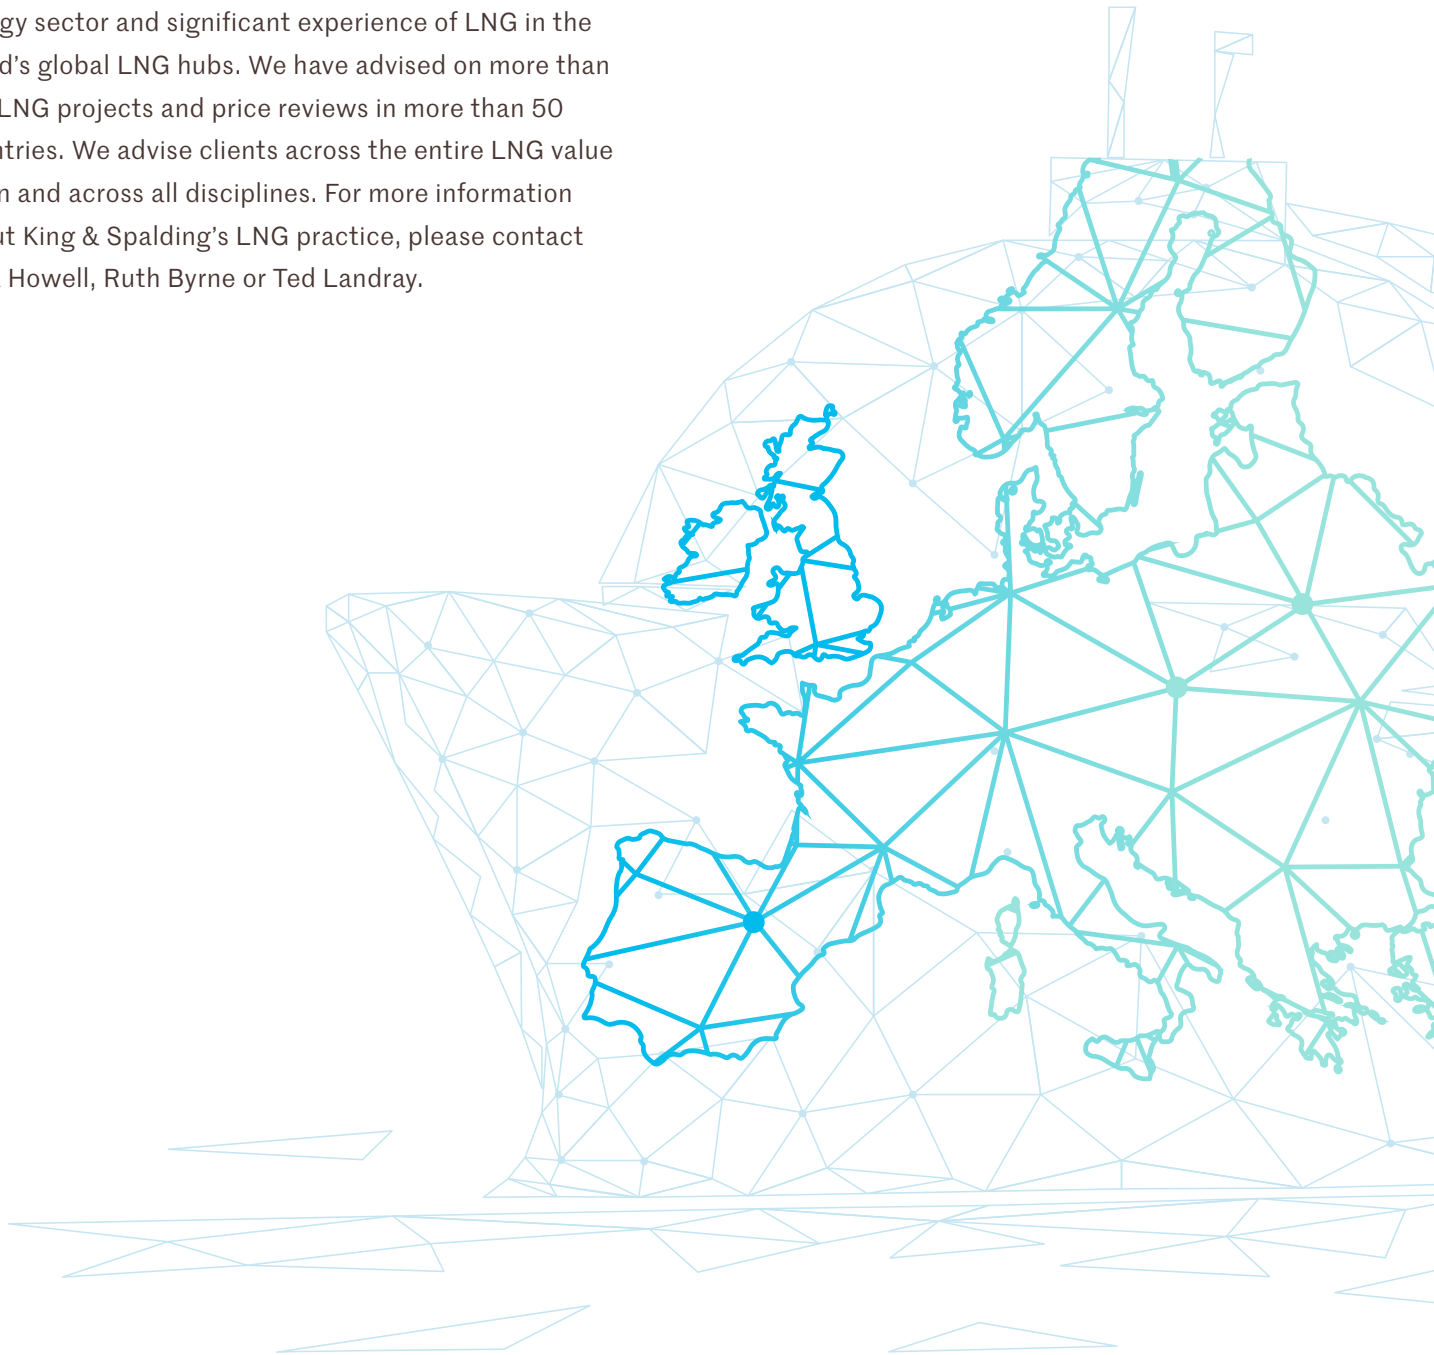 gy sector and significant experience of LNG in the
d’s global LNG hubs. We have advised on more than
LNG projects and price reviews in more than 50
ntries. We advise clients across the entire LNG value
n and across all disciplines. For more information
ut King & Spalding’s LNG practice, please contact
Howell, Ruth Byrne or Ted Landray.